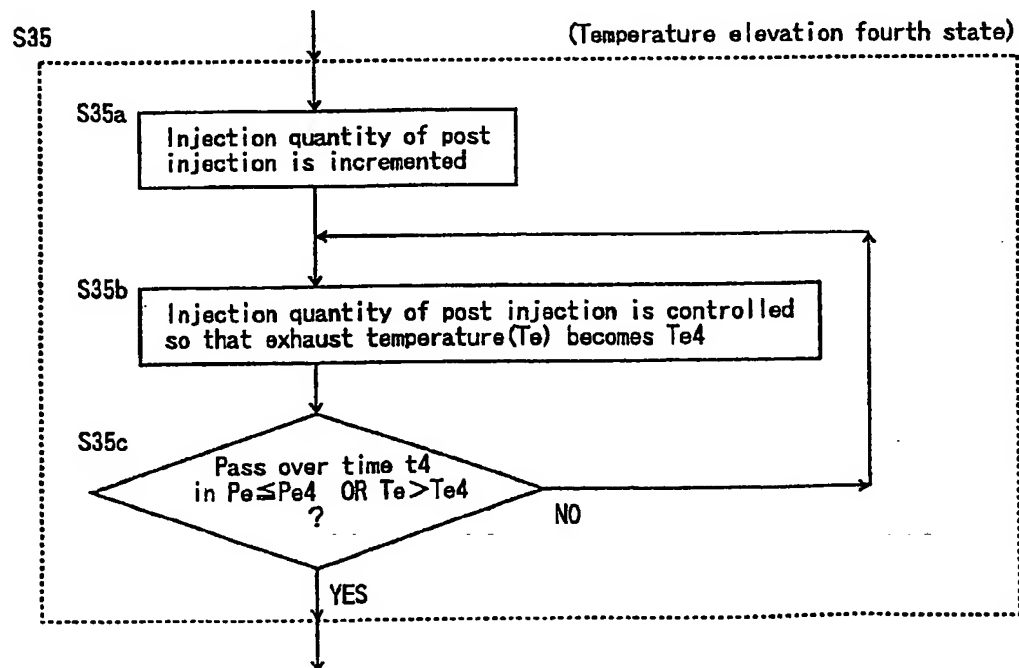 S35
(Temperature elevation fourth state)
S35a
Injection quantity of post
injection is incremented
S35b
Injection quantity of post injection is controlled
so that exhaust temperature(Te) becomes Te4
S35c
Pass over time t4
in Pe≦Pe4 OR Te>Te4
?
NO
YES